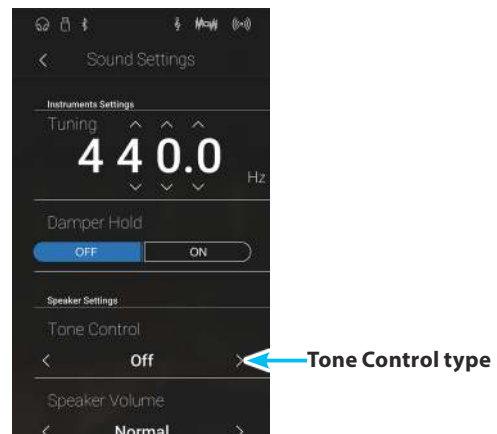 Sound Settings
Instruments Settings
Tuning
440.0
Hz
Damper Hold
OFF ON
Speaker Settings
Tone Control
Off
Tone Control type
Speaker Volume
Normal